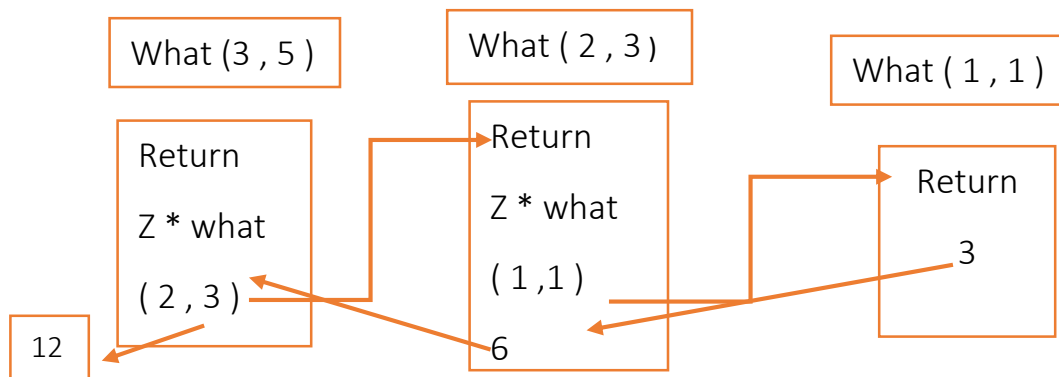 What (3 , 5 )
Return
Z * what
( 2 , 3 )
12
What ( 2 , 3 )
Return
Z * what
( 1 ,1 )
6
What ( 1 , 1 )
Return
3